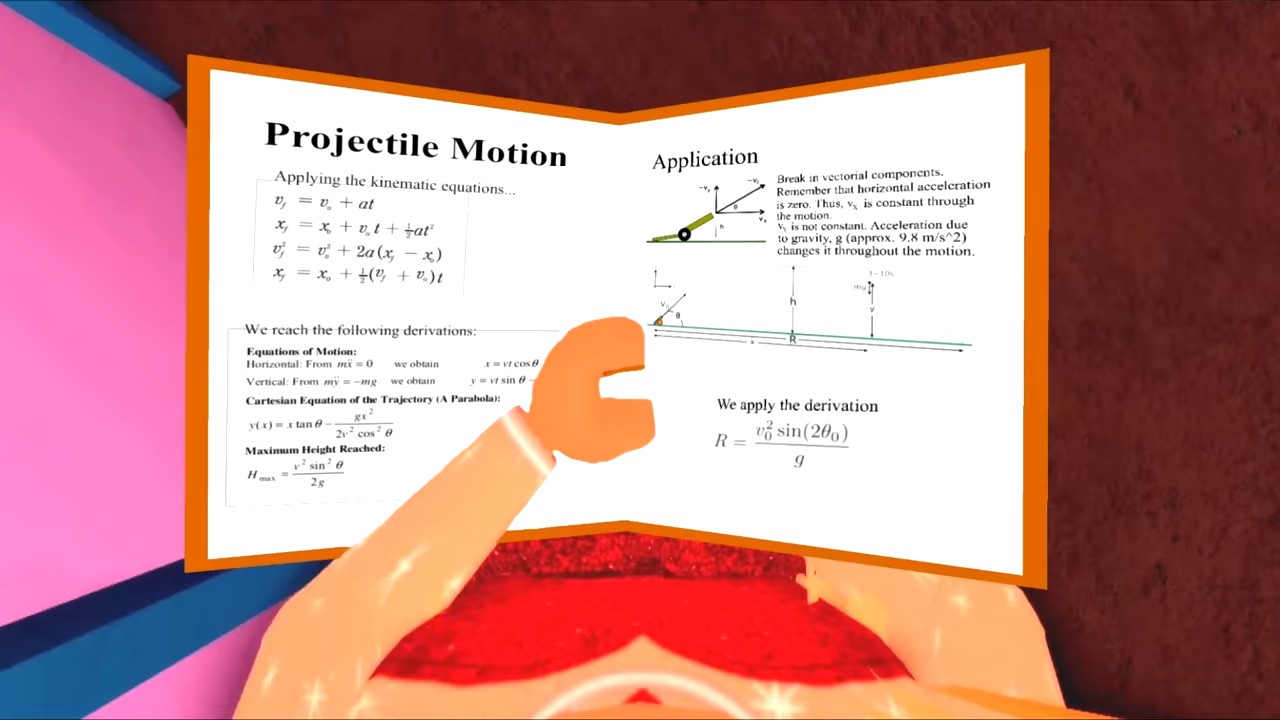 Projectile Motion
Applying the kinematic equations...
v_f = v_o + at
x_f = x_o + v_o t + ½at²
v_f² = v_o² + 2a(x_f − x_o)
x_f = x_o + ½(v_f + v_o)t
We reach the following derivations:
Equations of Motion:
Horizontal: From mẍ = 0 we obtain x = vt cos θ
Vertical: From mÿ = −mg we obtain y = vt sin θ −
Cartesian Equation of the Trajectory (A Parabola):
y(x) = x tan θ − gx² / 2v² cos² θ
Maximum Height Reached:
H_max = v² sin² θ / 2g
Application
Break in vectorial components.
Remember that horizontal acceleration
is zero. Thus, v_x is constant through
the motion.
V_y is not constant. Acceleration due
to gravity, g (approx. 9.8 m/s^2)
changes it throughout the motion.
θ
h
V₀
θ
h
mg
y
x
R
We apply the derivation
R = v₀² sin(2θ₀) / g